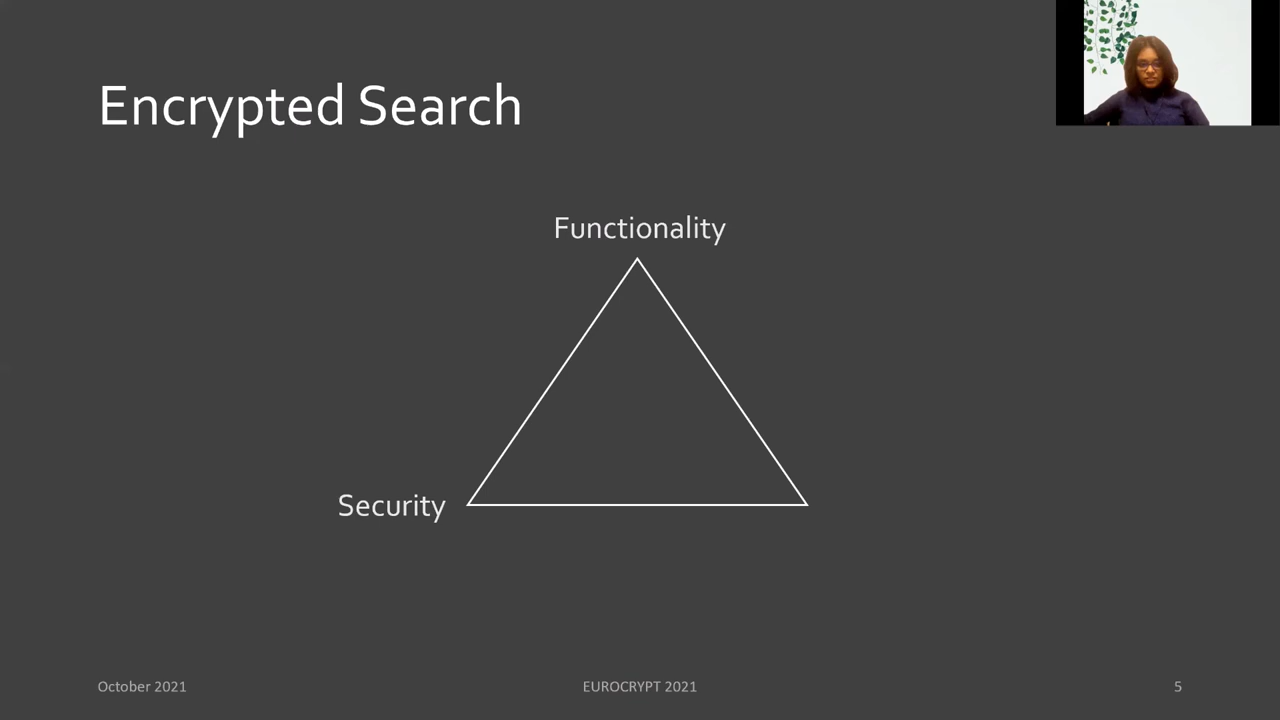 Encrypted Search
Functionality
Security
October 2021
EUROCRYPT 2021
5